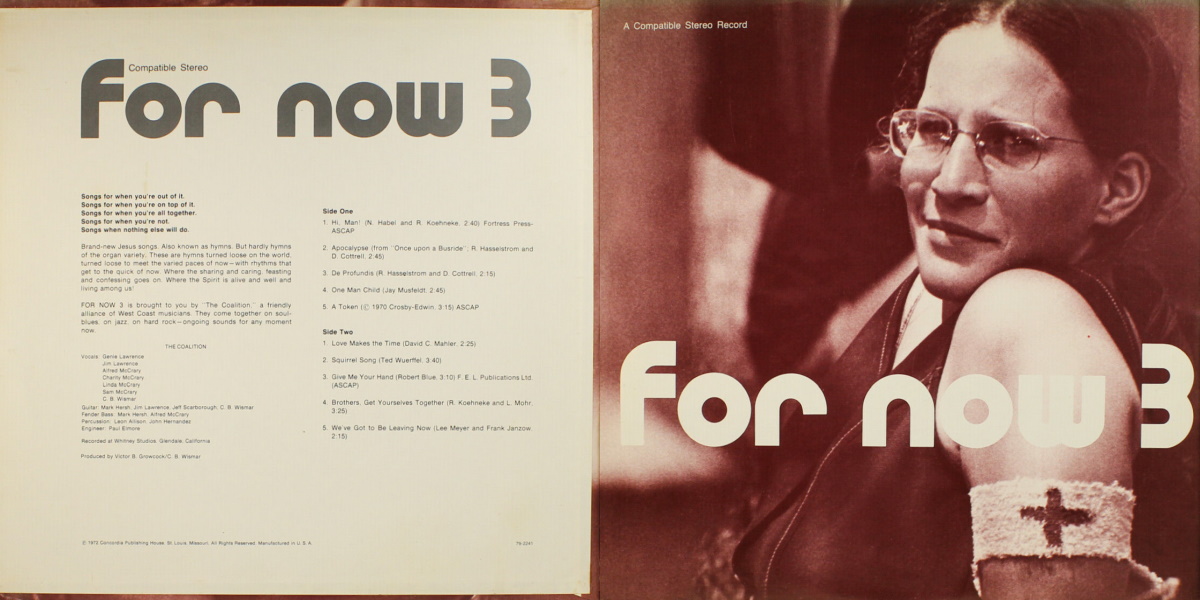 Compatible Stereo
for now 3
Songs for when you're out of it.
Songs for when you're on top of it.
Songs for when you're all together.
Songs for when you're not.
Songs when nothing else will do.
Brand-new Jesus songs. Also known as hymns. But hardly hymns
of the organ variety. These are hymns turned loose on the world,
turned loose to meet the varied paces of now—with rhythms that
get to the quick of now. Where the sharing and caring, feasting
and confessing goes on. Where the Spirit is alive and well and
living among us!
FOR NOW 3 is brought to you by "The Coalition," a friendly
alliance of West Coast musicians. They come together on soul-
blues, on jazz, on hard rock—ongoing sounds for any moment
now.
THE COALITION
Vocals: Genie Lawrence
Jim Lawrence
Alfred McCrary
Charity McCrary
Linda McCrary
Sam McCrary
C. B. Wismar
Guitar: Mark Hersh, Jim Lawrence, Jeff Scarborough, C. B. Wismar
Fender Bass: Mark Hersh, Alfred McCrary
Percussion: Leon Allison, John Hernandez
Engineer: Paul Elmore
Recorded at Whitney Studios, Glendale, California
Produced by Victor B. Growcock/C. B. Wismar
Side One
1. Hi, Man! (N. Habel and R. Koehneke, 2:40) Fortress Press-
ASCAP
2. Apocalypse (from "Once upon a Busride"; R. Hasselstrom and
D. Cottrell, 2:45)
3. De Profundis (R. Hasselstrom and D. Cottrell, 2:15)
4. One Man Child (Jay Musfeldt, 2:45)
5. A Token (© 1970 Crosby-Edwin, 3:15) ASCAP
Side Two
1. Love Makes the Time (David C. Mahler, 2:25)
2. Squirrel Song (Ted Wuerffel, 3:40)
3. Give Me Your Hand (Robert Blue, 3:10) F. E. L. Publications Ltd.
(ASCAP)
4. Brothers, Get Yourselves Together (R. Koehneke and L. Mohr,
3:25)
5. We've Got to Be Leaving Now (Lee Meyer and Frank Janzow,
2:15)
© 1972 Concordia Publishing House, St. Louis, Missouri. All Rights Reserved. Manufactured in U. S. A.
79-2247
A Compatible Stereo Record
for now 3